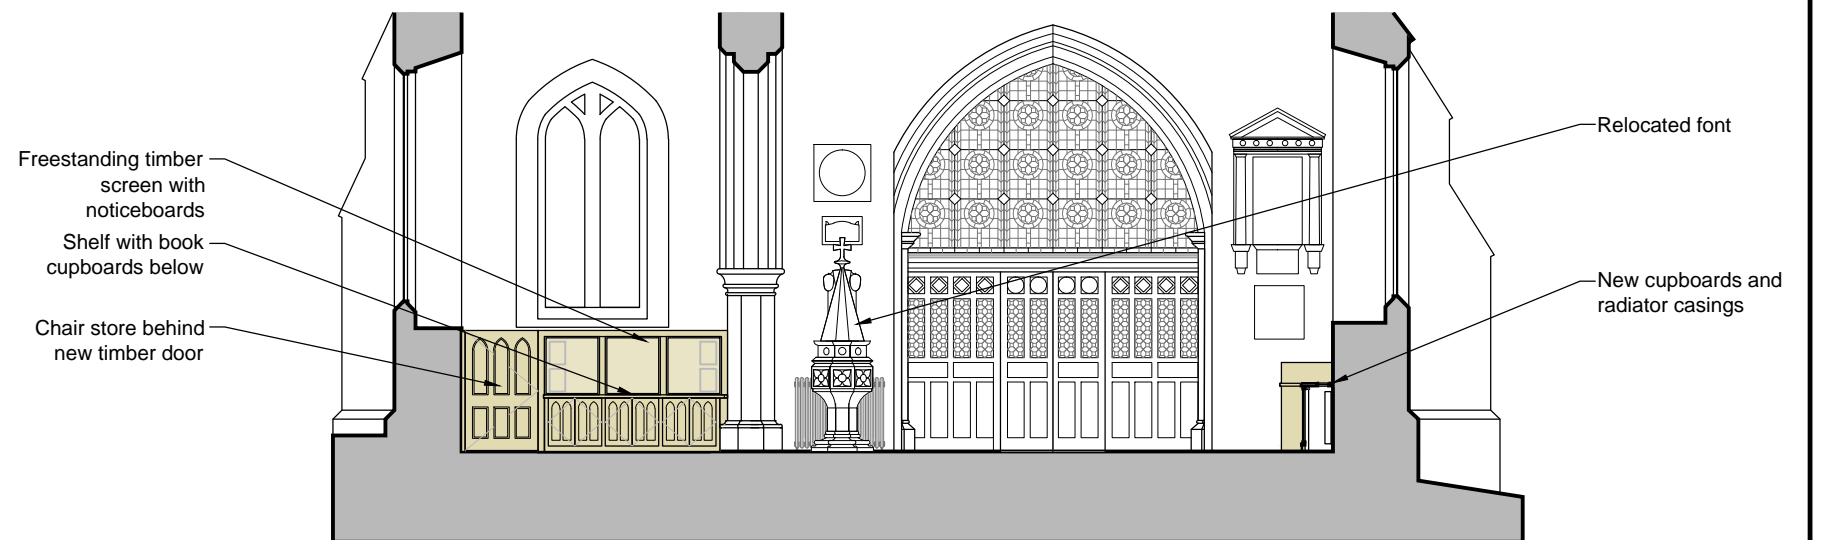 Freestanding timber
screen with
noticeboards
Shelf with book
cupboards below
Chair store behind
new timber door
Relocated font
New cupboards and
radiator casings